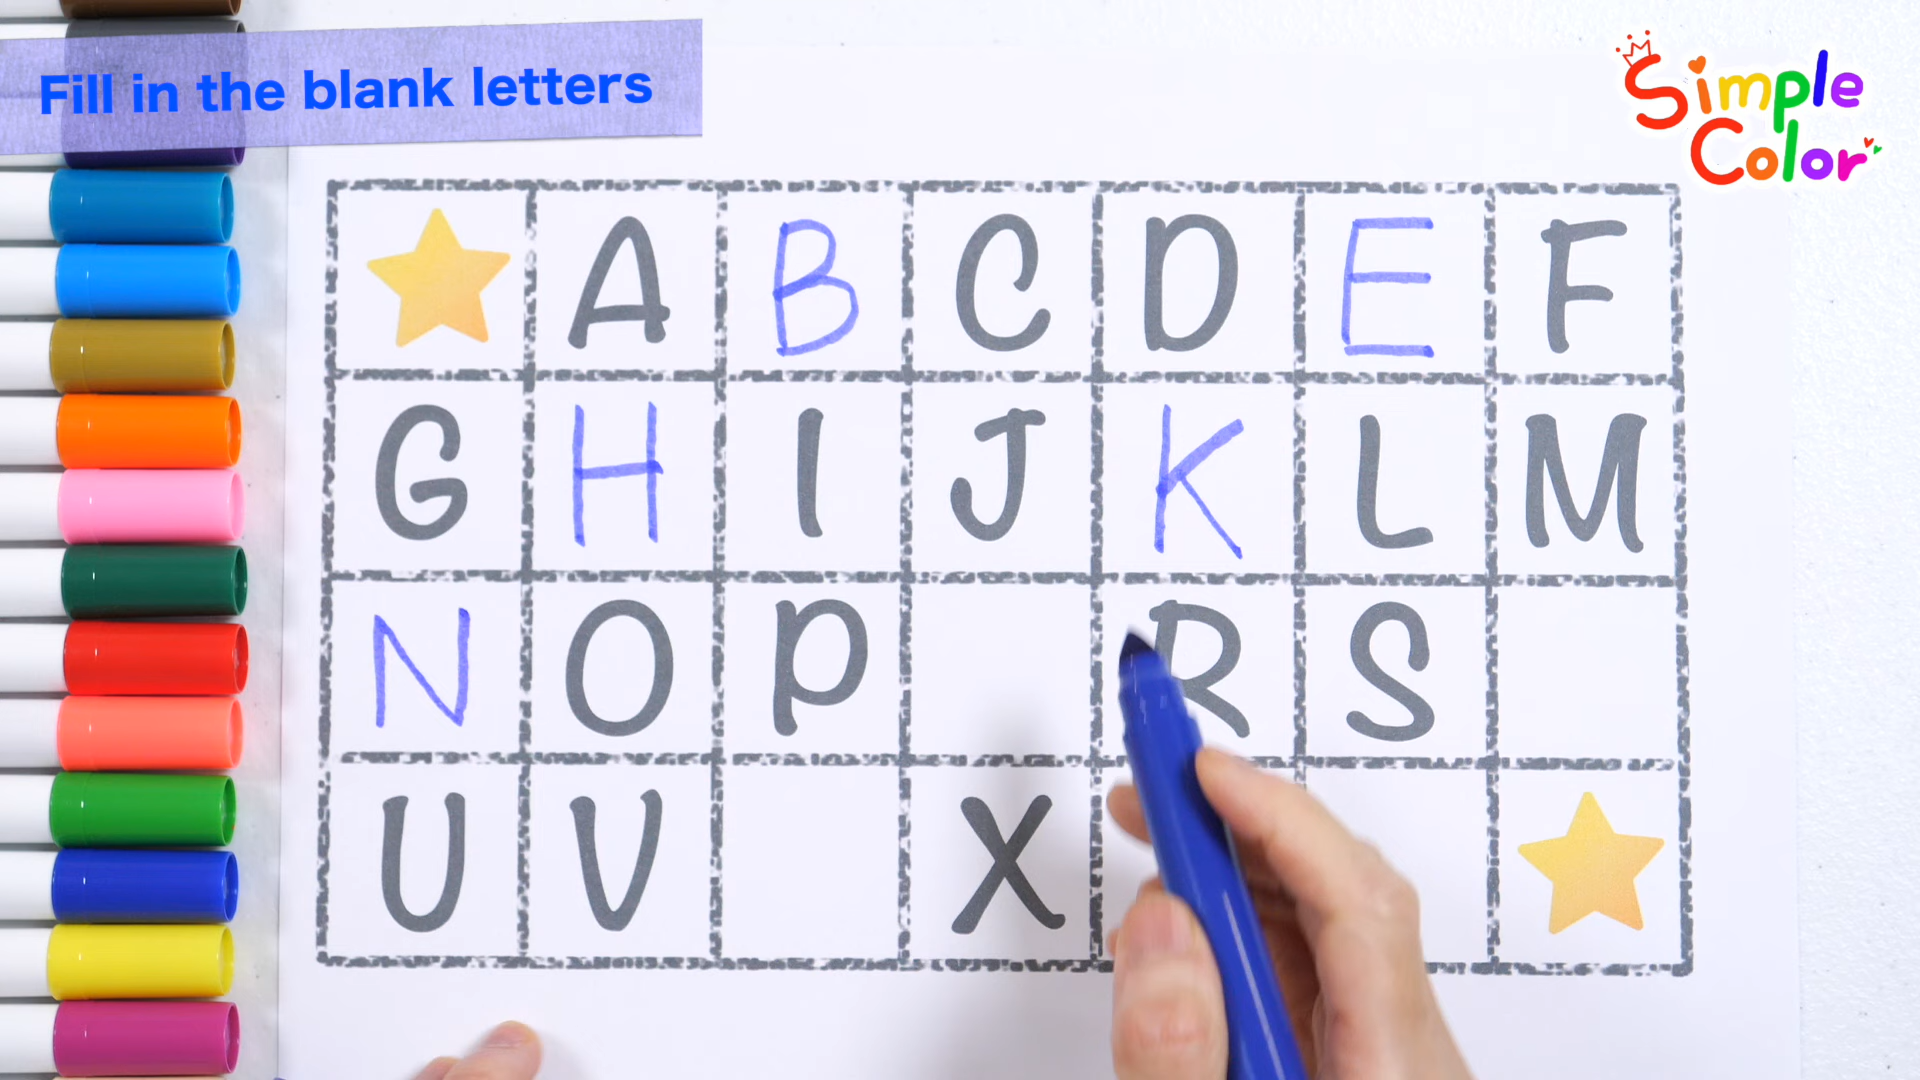 Fill in the blank letters
Simple
Color
A B C D E F
G H I J K L M
N O P R S
U V X